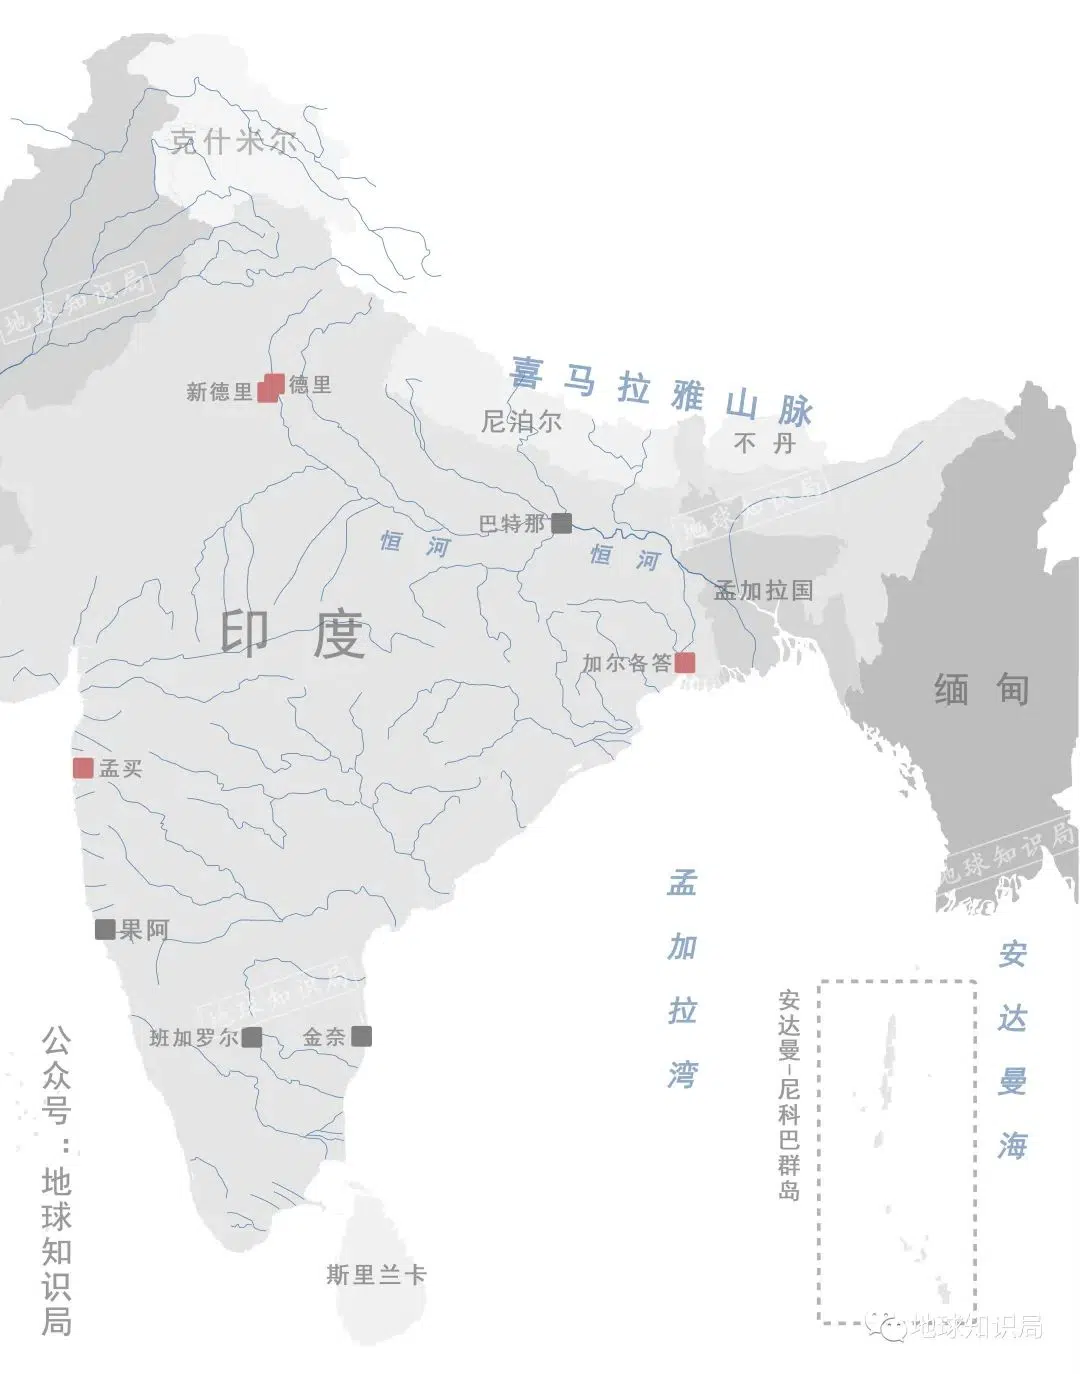 克什米尔
地球知识局
喜马拉雅山脉
新德里
德里
尼泊尔
不丹
地球知识局
巴特那
恒河
恒河
孟加拉国
印度
加尔各答
缅甸
孟买
地球知识局
孟加拉湾
果阿
安达曼海
地球知识局
安达曼-尼科巴群岛
班加罗尔
金奈
公众号：地球知识局
斯里兰卡
地球知识局